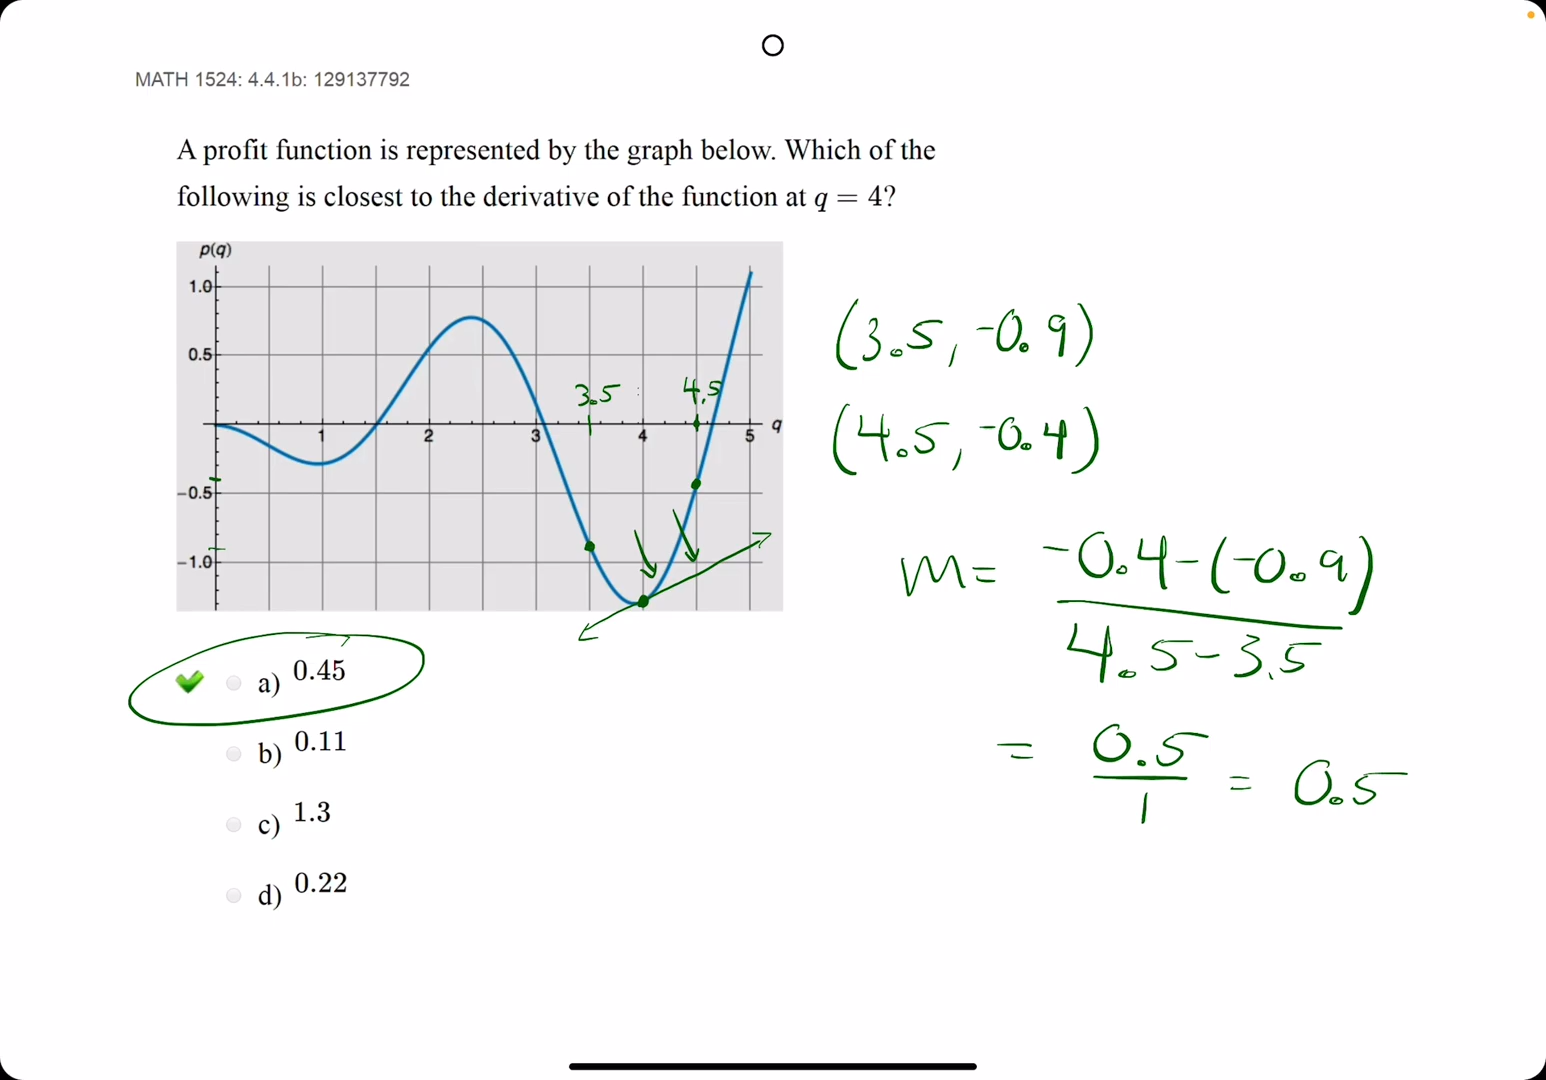 MATH 1524: 4.4.1b: 129137792
A profit function is represented by the graph below. Which of the
following is closest to the derivative of the function at q = 4?
p(q)
1.0
0.5
3.5 4.5
1 2 3 4 5 q
−0.5
−1.0
(3.5, -0.9)
(4.5, -0.4)
m = -0.4-(-0.9)
4.5-3.5
= 0.5 = 0.5
1
a) 0.45
b) 0.11
c) 1.3
d) 0.22